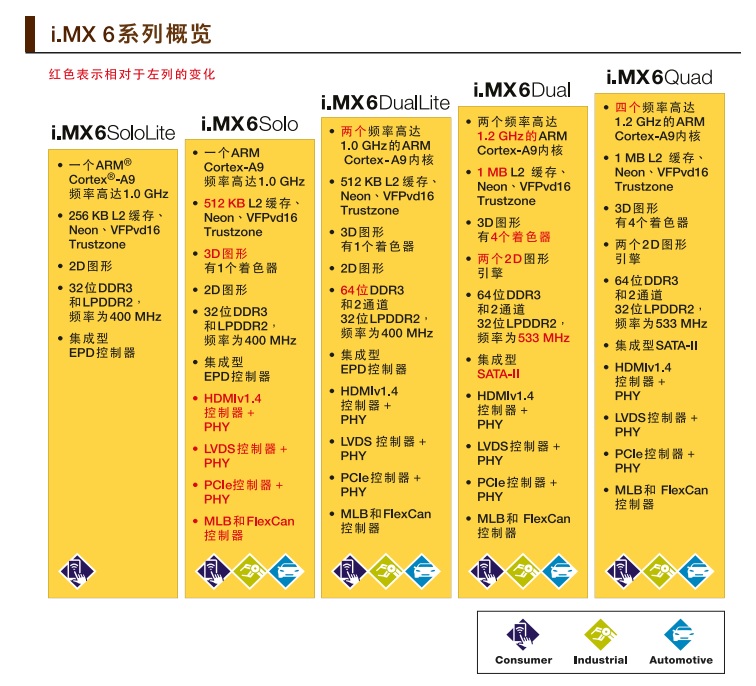 i.MX 6系列概览
红色表示相对于左列的变化
i.MX6SoloLite
• 一个ARM®
Cortex®-A9
频率高达1.0 GHz
• 256 KB L2 缓存、
Neon、VFPvd16
Trustzone
• 2D图形
• 32位DDR3
和LPDDR2，
频率为400 MHz
• 集成型
EPD控制器
i.MX6Solo
• 一个ARM
Cortex-A9
频率高达1.0 GHz
• 512 KB L2 缓存、
Neon、VFPvd16
Trustzone
• 3D图形
有1个着色器
• 2D图形
• 32位DDR3
和LPDDR2，
频率为400 MHz
• 集成型
EPD控制器
• HDMIv1.4
控制器 +
PHY
• LVDS控制器 +
PHY
• PCIe控制器 +
PHY
• MLB和FlexCan
控制器
i.MX6DualLite
• 两个频率高达
1.0 GHz的ARM
Cortex-A9内核
• 512 KB L2 缓存、
Neon、VFPvd16
Trustzone
• 3D图形
有1个着色器
• 2D图形
• 64位DDR3
和2通道
32位LPDDR2，
频率为400 MHz
• 集成型
EPD控制器
• HDMIv1.4
控制器 +
PHY
• LVDS 控制器 +
PHY
• PCIe控制器 +
PHY
• MLB和FlexCan
控制器
i.MX6Dual
• 两个频率高达
1.2 GHz的ARM
Cortex-A9内核
• 1 MB L2 缓存、
Neon、VFPvd16
Trustzone
• 3D图形
有4个着色器
• 两个2D图形
引擎
• 64位DDR3
和2通道
32位LPDDR2，
频率为533 MHz
• 集成型
SATA-II
• HDMIv1.4
控制器 +
PHY
• LVDS控制器 +
PHY
• PCIe控制器 +
PHY
• MLB和 FlexCan
控制器
i.MX6Quad
• 四个频率高达
1.2 GHz的ARM
Cortex-A9内核
• 1 MB L2 缓存、
Neon、VFPvd16
Trustzone
• 3D图形
有4个着色器
• 两个2D图形
引擎
• 64位DDR3
和2通道
32位LPDDR2，
频率为533 MHz
• 集成型SATA-II
• HDMIv1.4
控制器 +
PHY
• LVDS控制器 +
PHY
• PCIe控制器 +
PHY
• MLB和 FlexCan
控制器
Consumer
Industrial
Automotive